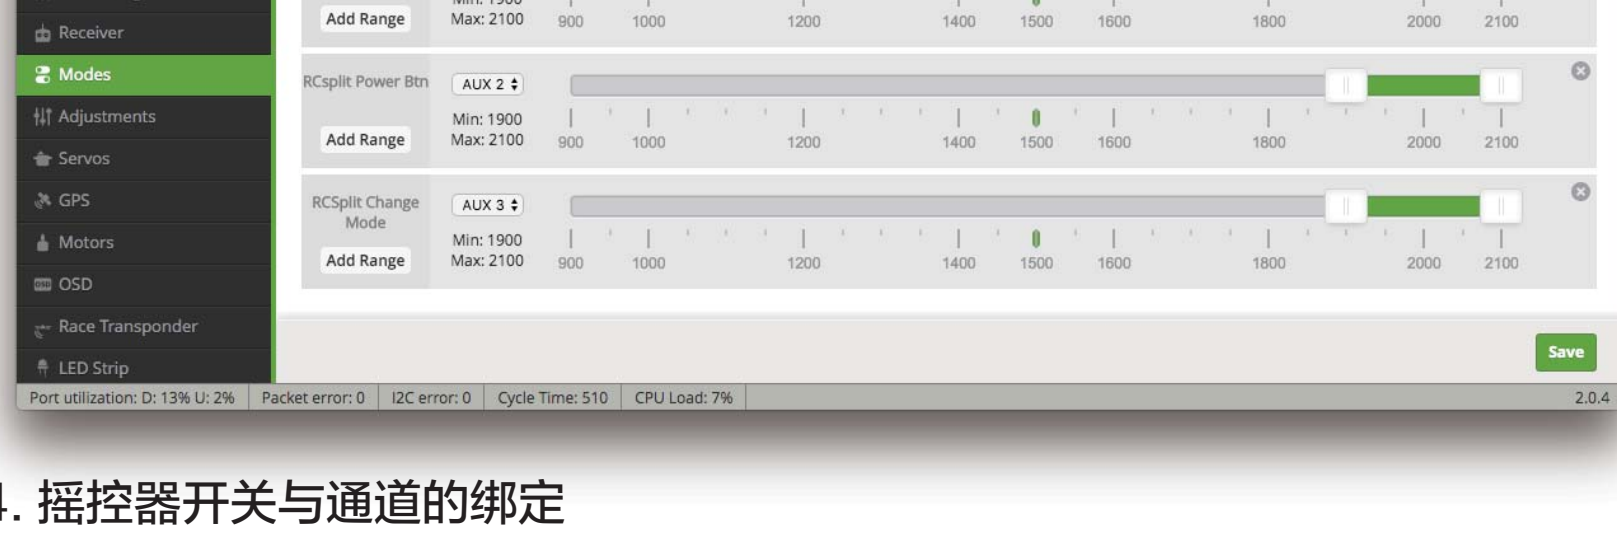 Min: 1900
Add Range Max: 2100 900 1000 1200 1400 1500 1600 1800 2000 2100
Receiver
Modes
RCsplit Power Btn AUX 2
Adjustments
Min: 1900
Add Range Max: 2100 900 1000 1200 1400 1500 1600 1800 2000 2100
Servos
GPS
RCSplit Change AUX 3
Mode
Motors
Min: 1900
Add Range Max: 2100 900 1000 1200 1400 1500 1600 1800 2000 2100
OSD
Race Transponder
LED Strip
Save
Port utilization: D: 13% U: 2% Packet error: 0 I2C error: 0 Cycle Time: 510 CPU Load: 7% 2.0.4
4. 摇控器开关与通道的绑定